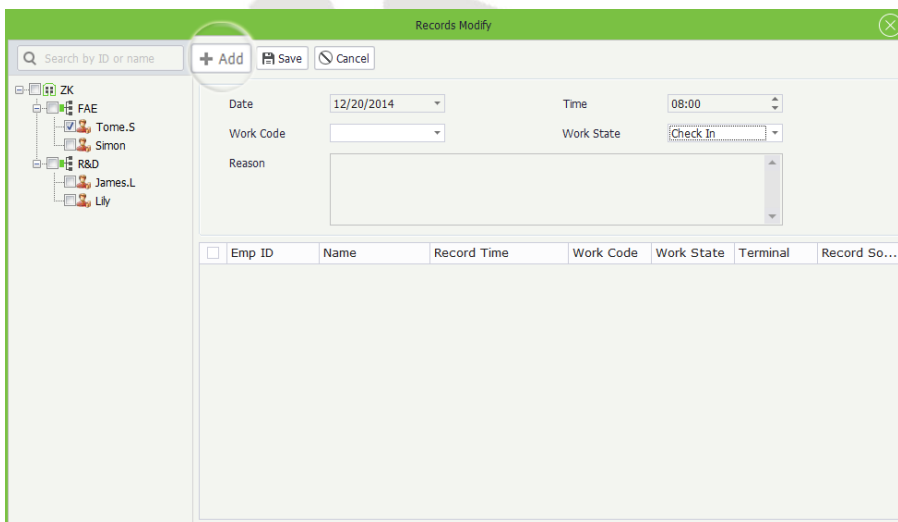 Records Modify
Search by ID or name
Add Save Cancel
ZK
FAE
Tome.S
Simon
R&D
James.L
Lily
Date 12/20/2014 Time 08:00
Work Code Work State Check In
Reason
Emp ID Name Record Time Work Code Work State Terminal Record So...